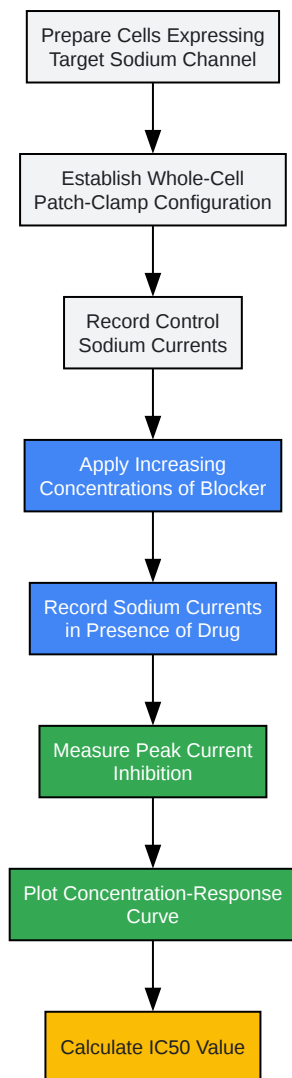 Prepare Cells Expressing
Target Sodium Channel
Establish Whole-Cell
Patch-Clamp Configuration
Record Control
Sodium Currents
Apply Increasing
Concentrations of Blocker
Record Sodium Currents
in Presence of Drug
Measure Peak Current
Inhibition
Plot Concentration-Response
Curve
Calculate IC50 Value